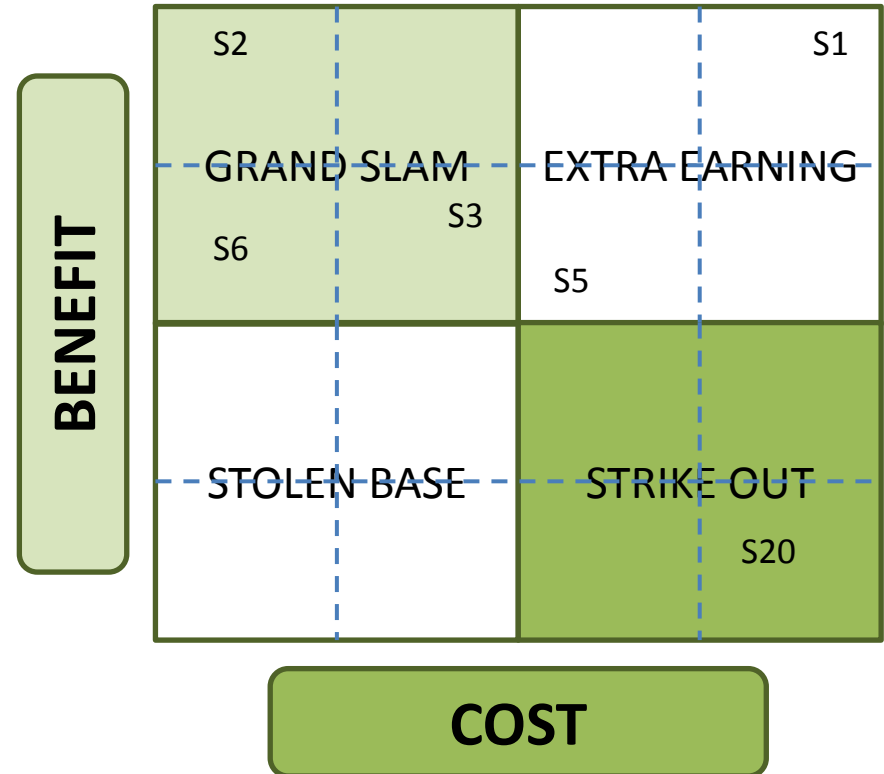 S2
S1
GRAND SLAM
EXTRA EARNING
S3
S6
S5
BENEFIT
STOLEN BASE
STRIKE OUT
S20
COST